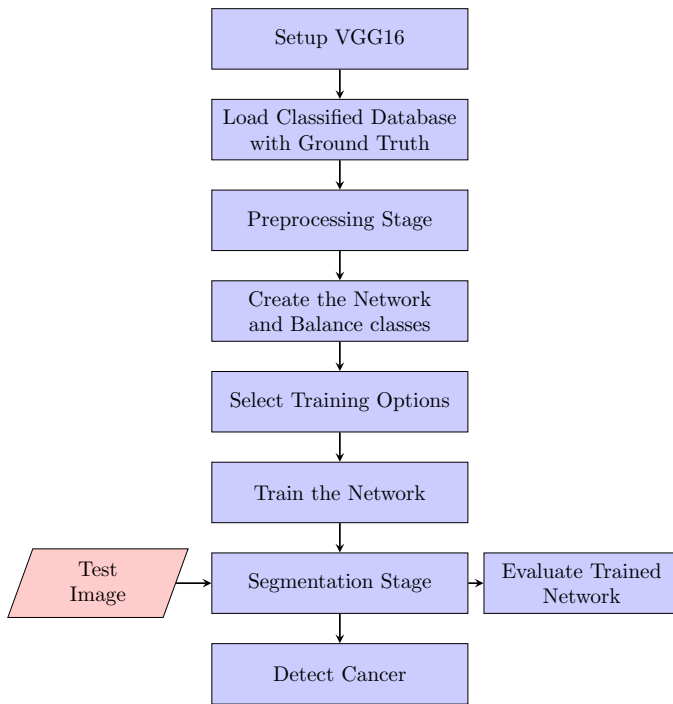 Setup VGG16
Load Classified Database
with Ground Truth
Preprocessing Stage
Create the Network
and Balance classes
Select Training Options
Train the Network
Test
Image
Segmentation Stage
Evaluate Trained
Network
Detect Cancer